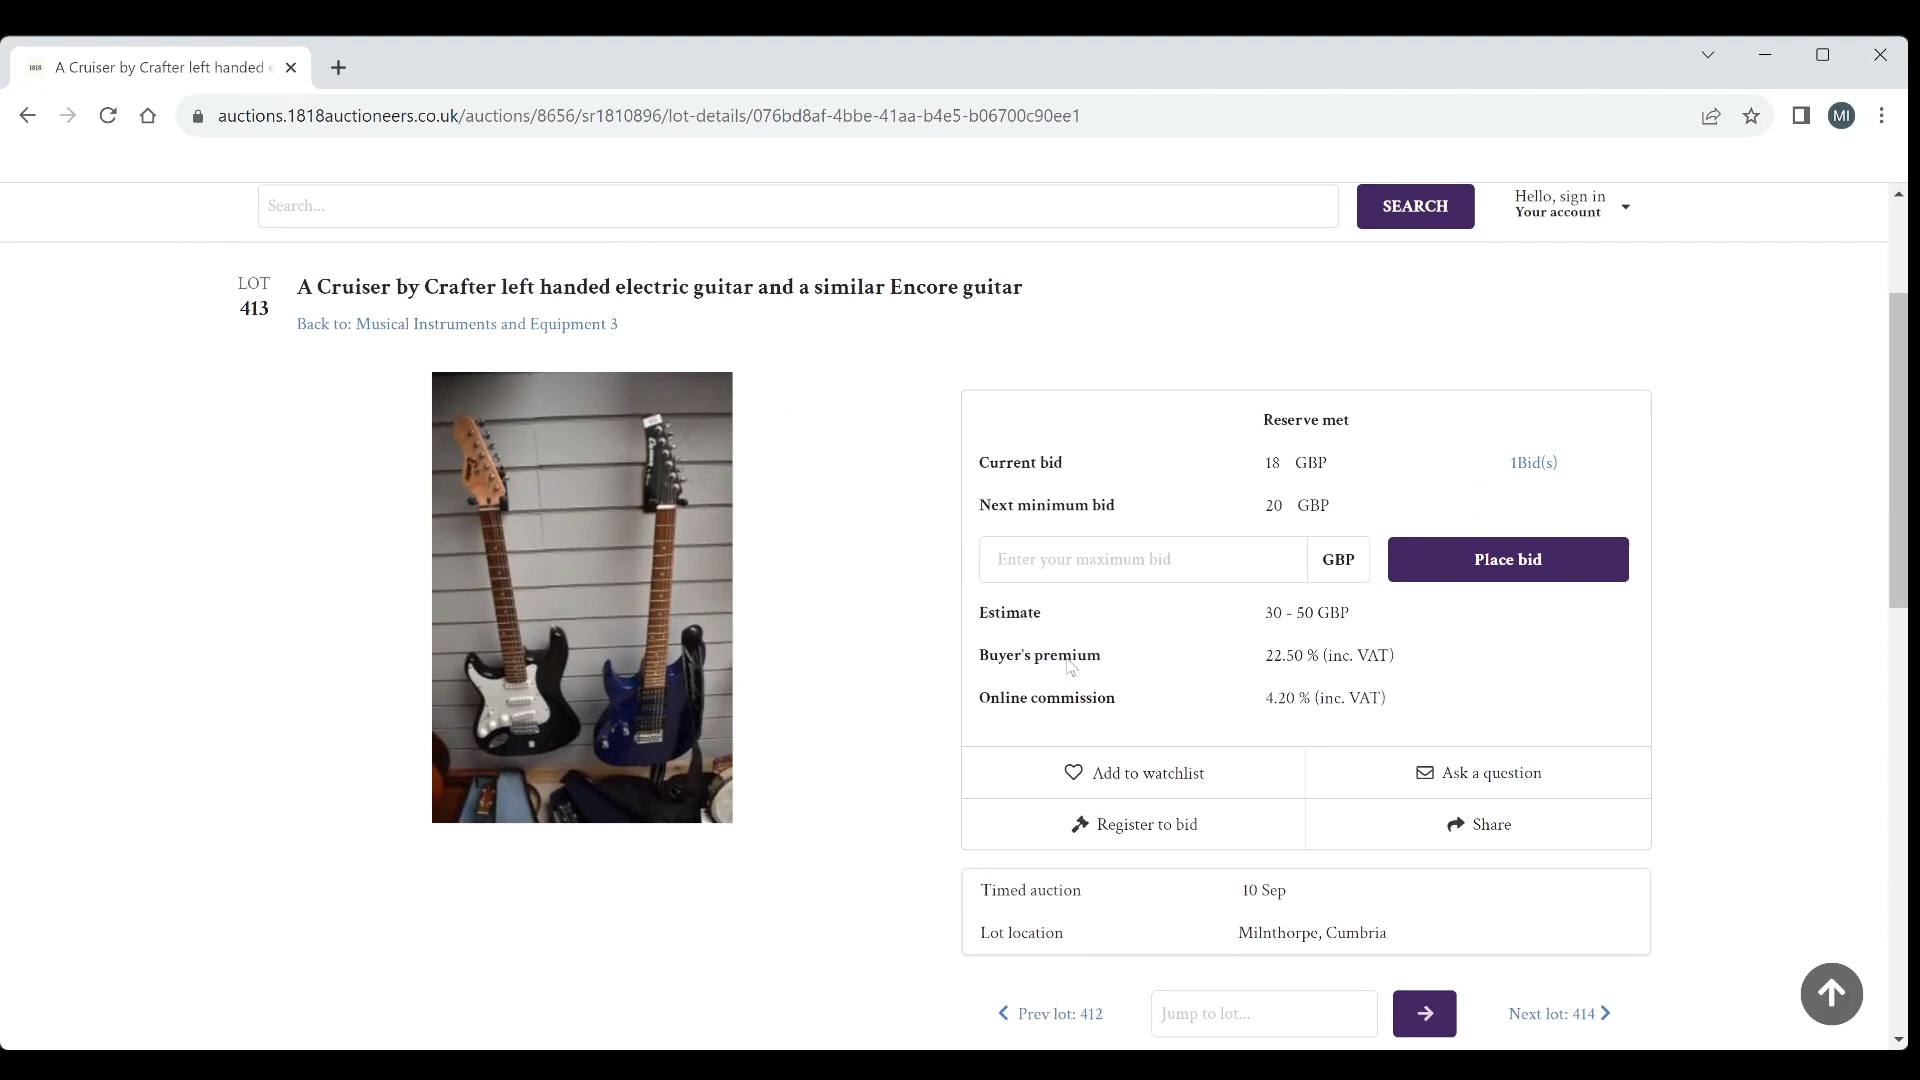 1818 A Cruiser by Crafter left handed e
auctions.1818auctioneers.co.uk/auctions/8656/sr1810896/lot-details/076bd8af-4bbe-41aa-b4e5-b06700c90ee1
MI
Search...
SEARCH
Hello, sign in
Your account
LOT
413
A Cruiser by Crafter left handed electric guitar and a similar Encore guitar
Back to: Musical Instruments and Equipment 3
Reserve met
Current bid 18 GBP 1Bid(s)
Next minimum bid 20 GBP
Enter your maximum bid GBP Place bid
Estimate 30 - 50 GBP
Buyer's premium 22.50 % (inc. VAT)
Online commission 4.20 % (inc. VAT)
Add to watchlist Ask a question
Register to bid Share
Timed auction 10 Sep
Lot location Milnthorpe, Cumbria
Prev lot: 412 Jump to lot... Next lot: 414